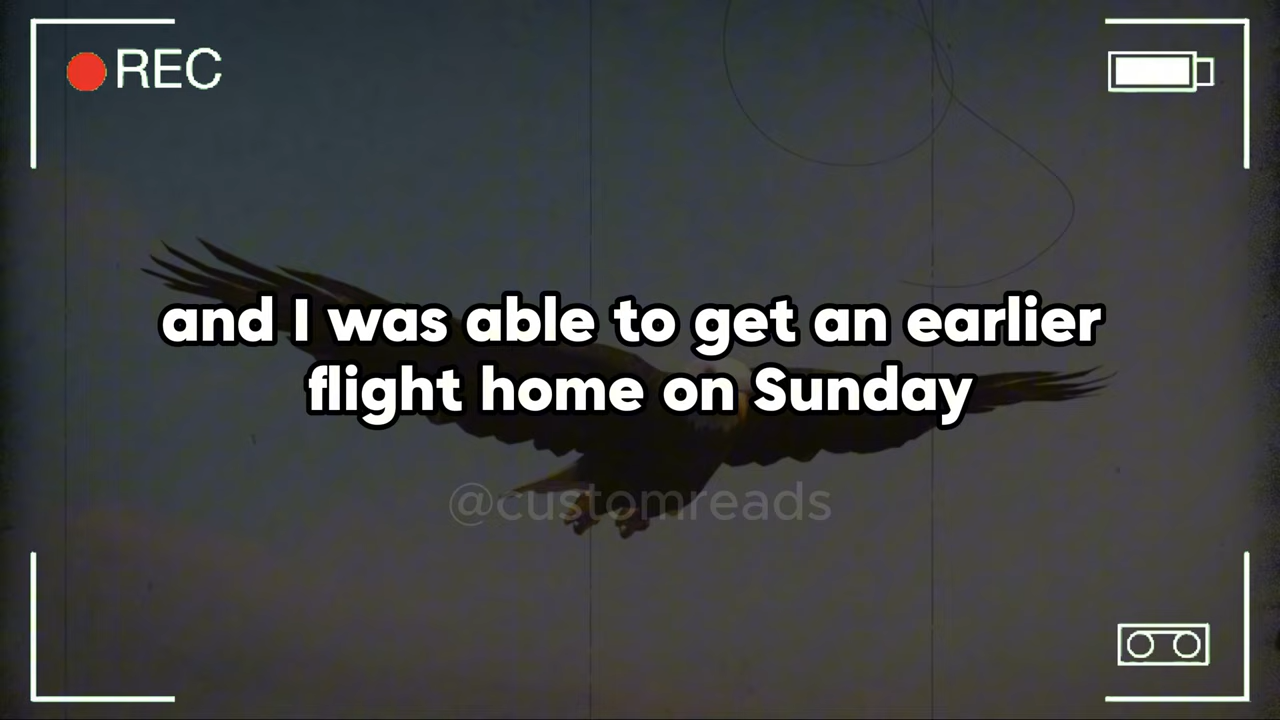 REC
and I was able to get an earlier
flight home on Sunday
@customreads